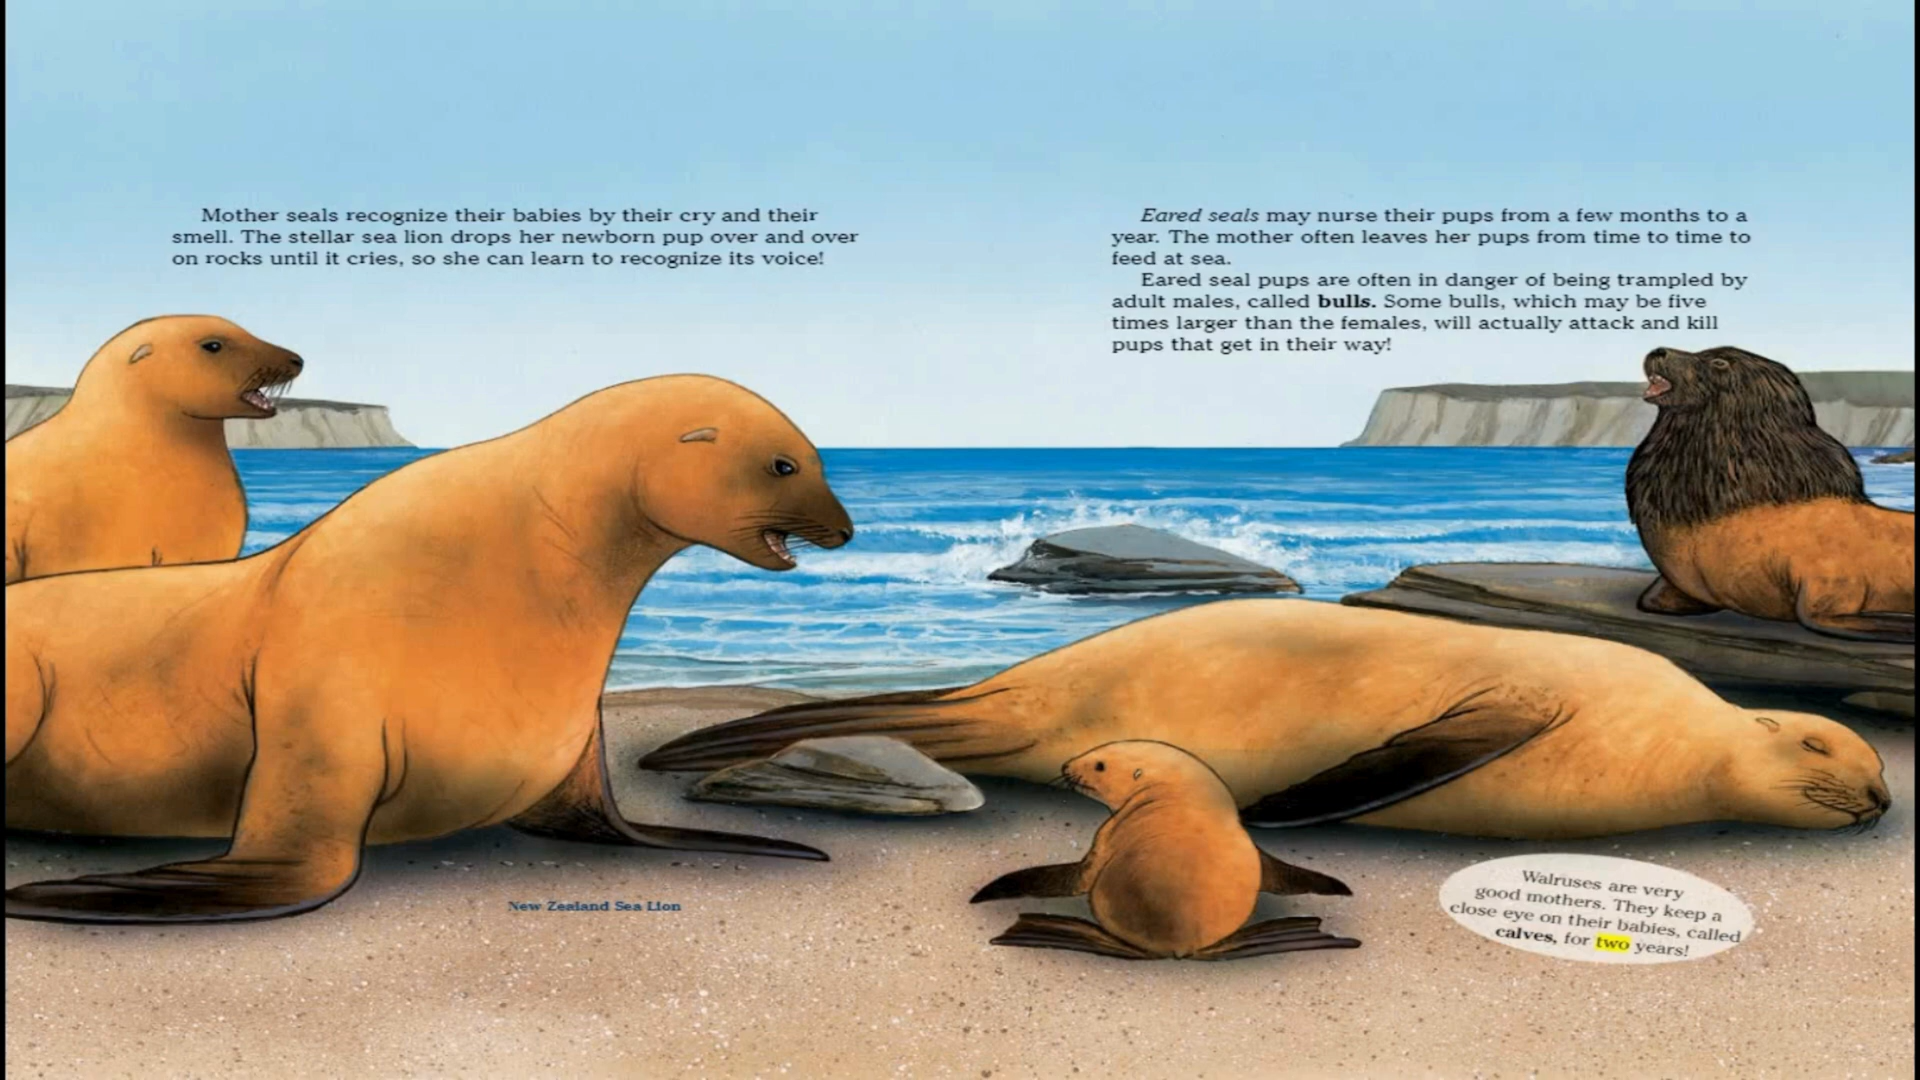 Mother seals recognize their babies by their cry and their
smell. The stellar sea lion drops her newborn pup over and over
on rocks until it cries, so she can learn to recognize its voice!
Eared seals may nurse their pups from a few months to a
year. The mother often leaves her pups from time to time to
feed at sea.
Eared seal pups are often in danger of being trampled by
adult males, called bulls. Some bulls, which may be five
times larger than the females, will actually attack and kill
pups that get in their way!
New Zealand Sea Lion
Walruses are very
good mothers. They keep a
close eye on their babies, called
calves, for two years!